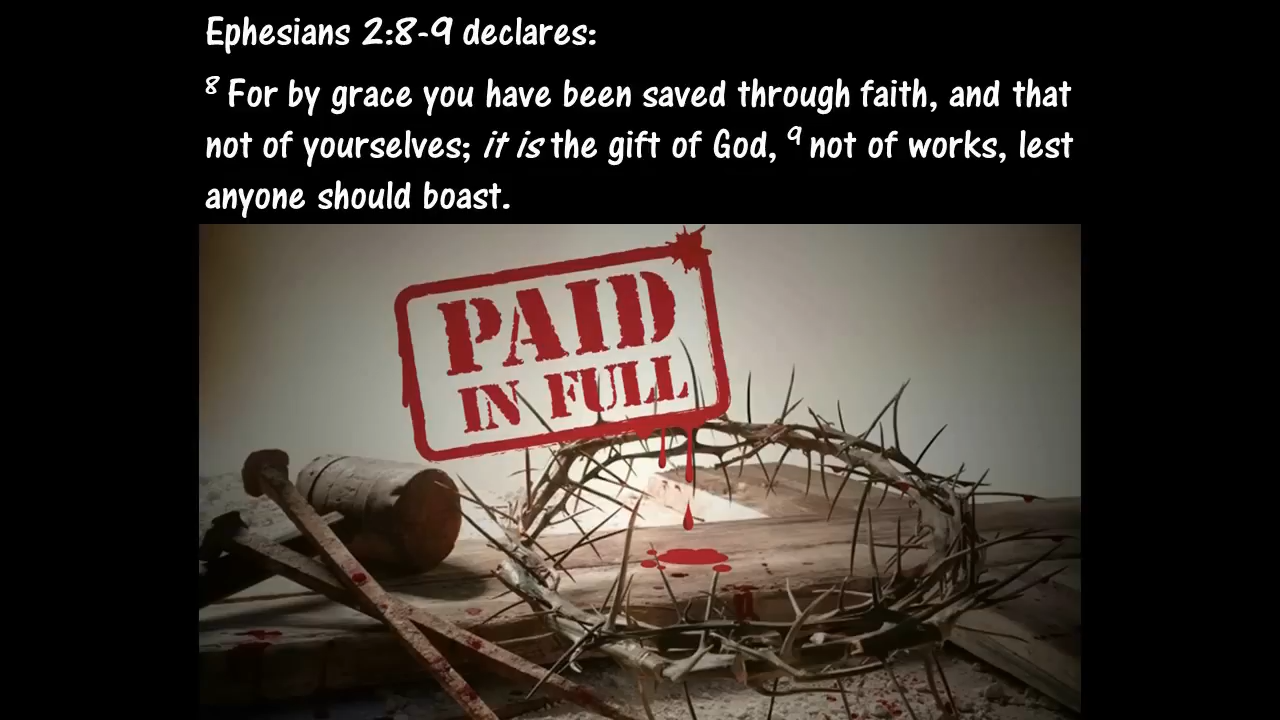 Ephesians 2:8-9 declares:
8 For by grace you have been saved through faith, and that
not of yourselves; it is the gift of God, 9 not of works, lest
anyone should boast.
PAID
IN FULL